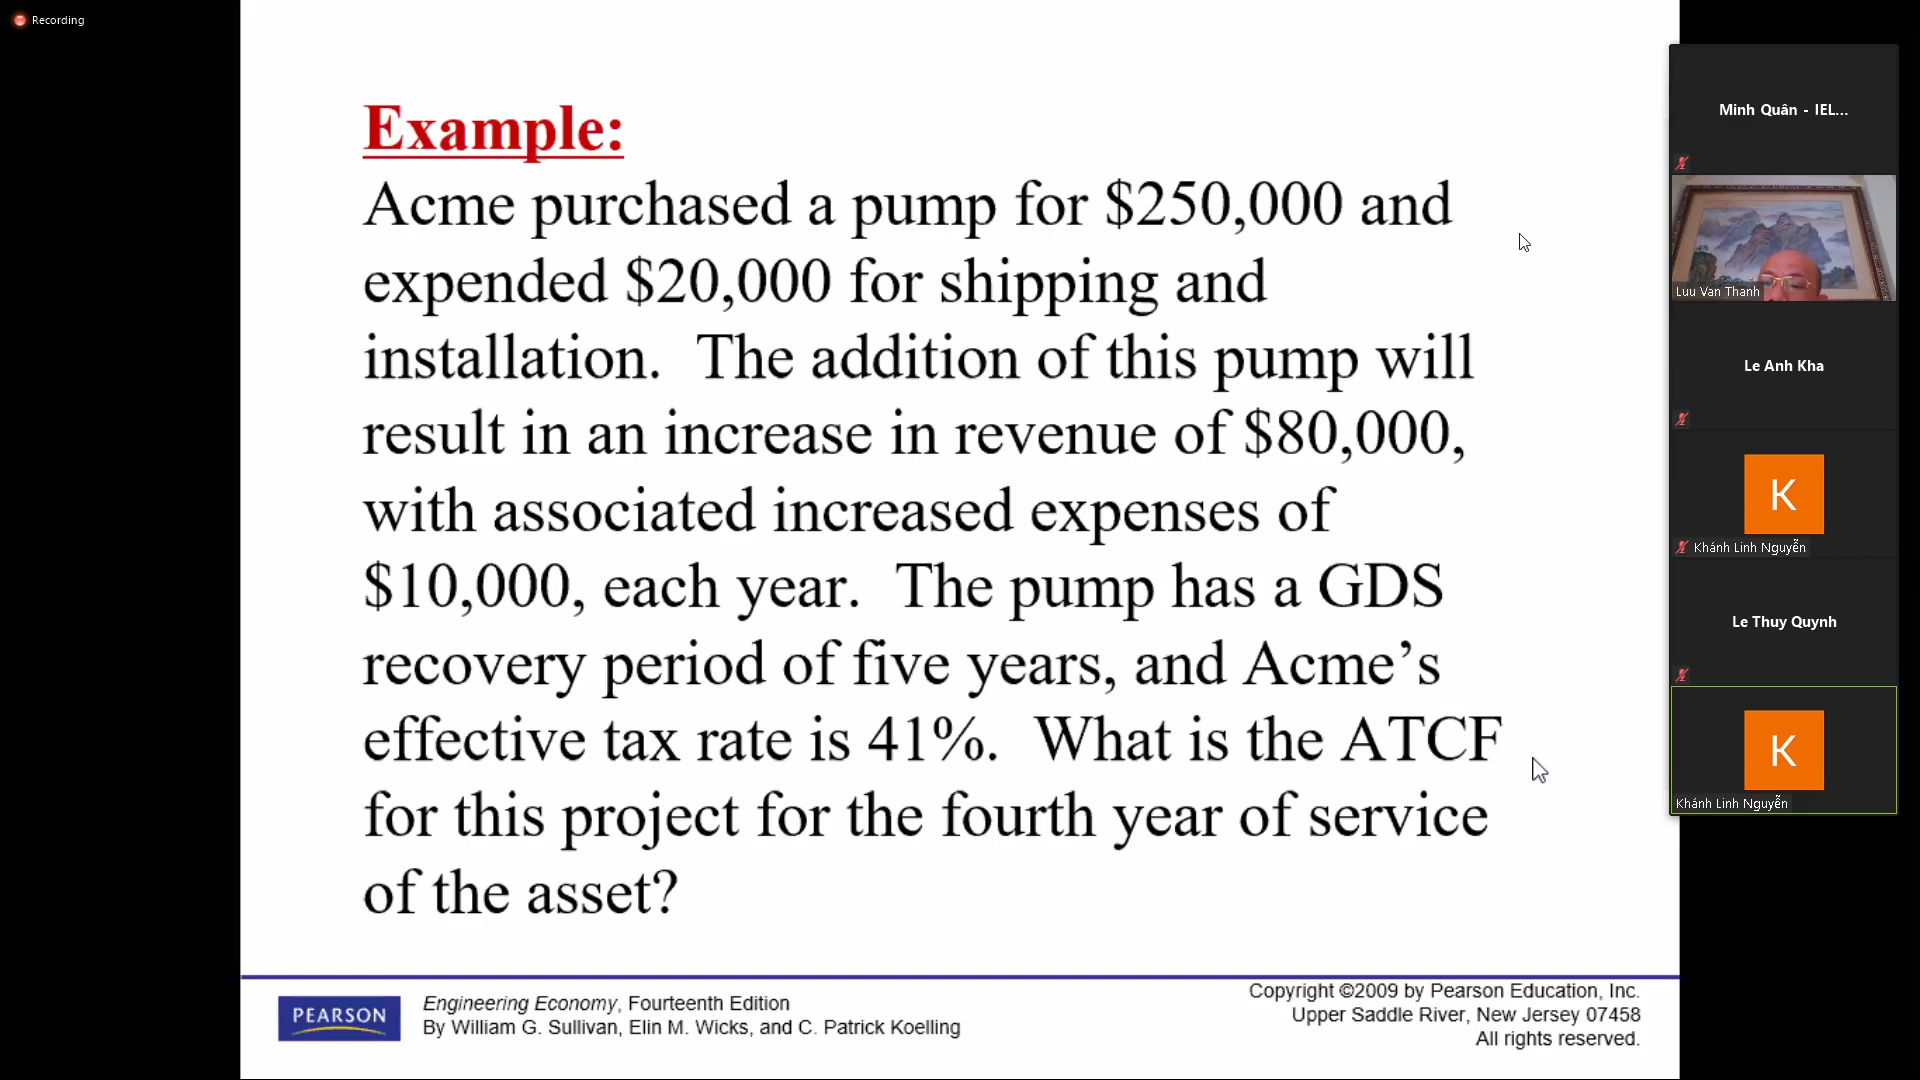 Recording
Example:
Acme purchased a pump for $250,000 and
expended $20,000 for shipping and
installation.  The addition of this pump will
result in an increase in revenue of $80,000,
with associated increased expenses of
$10,000, each year.  The pump has a GDS
recovery period of five years, and Acme’s
effective tax rate is 41%.  What is the ATCF
for this project for the fourth year of service
of the asset?
PEARSON
Engineering Economy, Fourteenth Edition
By William G. Sullivan, Elin M. Wicks, and C. Patrick Koelling
Copyright ©2009 by Pearson Education, Inc.
Upper Saddle River, New Jersey 07458
All rights reserved.
Minh Quân - IEL...
Luu Van Thanh
Le Anh Kha
K
Khánh Linh Nguyễn
Le Thuy Quynh
K
Khánh Linh Nguyễn